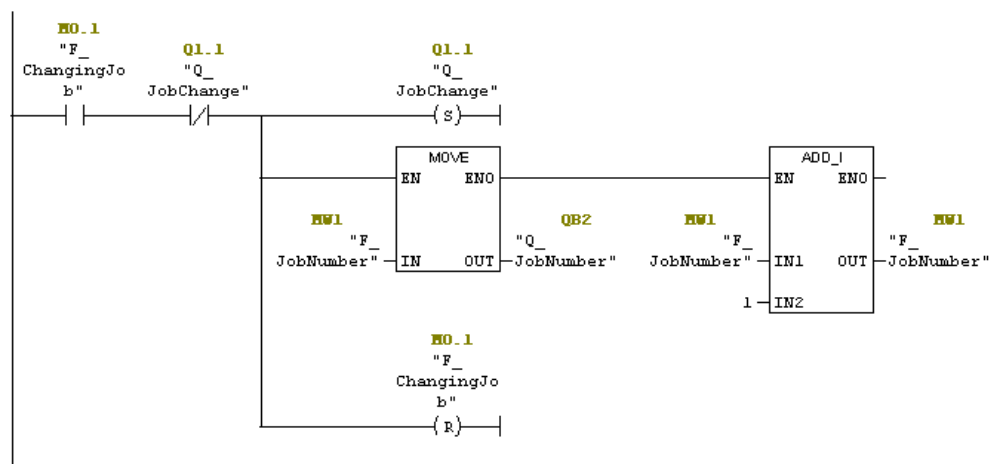 M0.1
"F_
ChangingJo
b"
Q1.1
"Q_
JobChange"
Q1.1
"Q_
JobChange"
S
MOVE
EN ENO
MW1
"F_
JobNumber"
IN OUT
QB2
"Q_
JobNumber"
ADD_I
EN ENO
MW1
"F_
JobNumber"
IN1 OUT
MW1
"F_
JobNumber"
1
IN2
M0.1
"F_
ChangingJo
b"
R